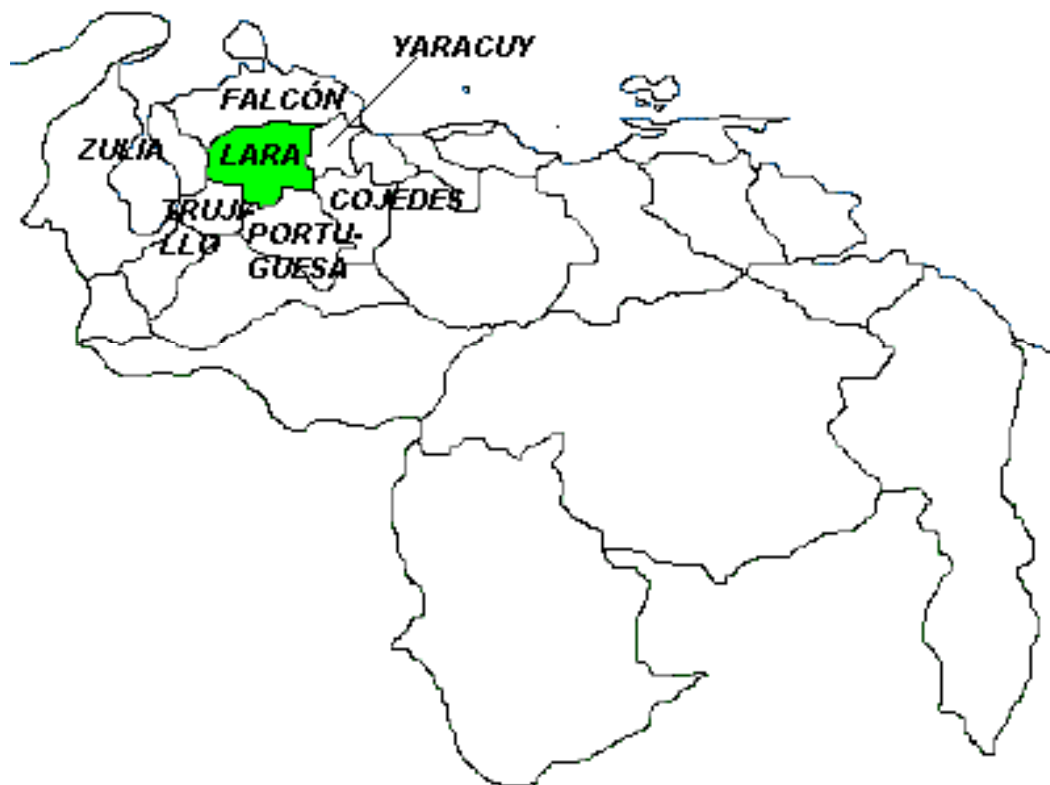 YARACUY
FALCÓN
ZULIA
LARA
COJEDES
TRUJI
LLO
PORTU-
GUESA